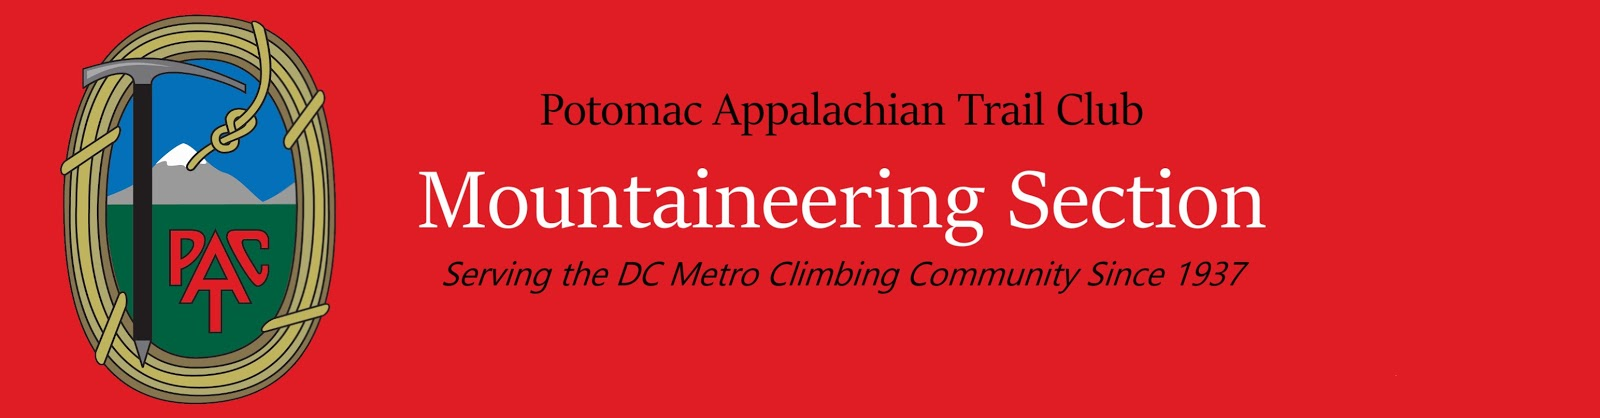 Potomac Appalachian Trail Club
Mountaineering Section
Serving the DC Metro Climbing Community Since 1937
PATC